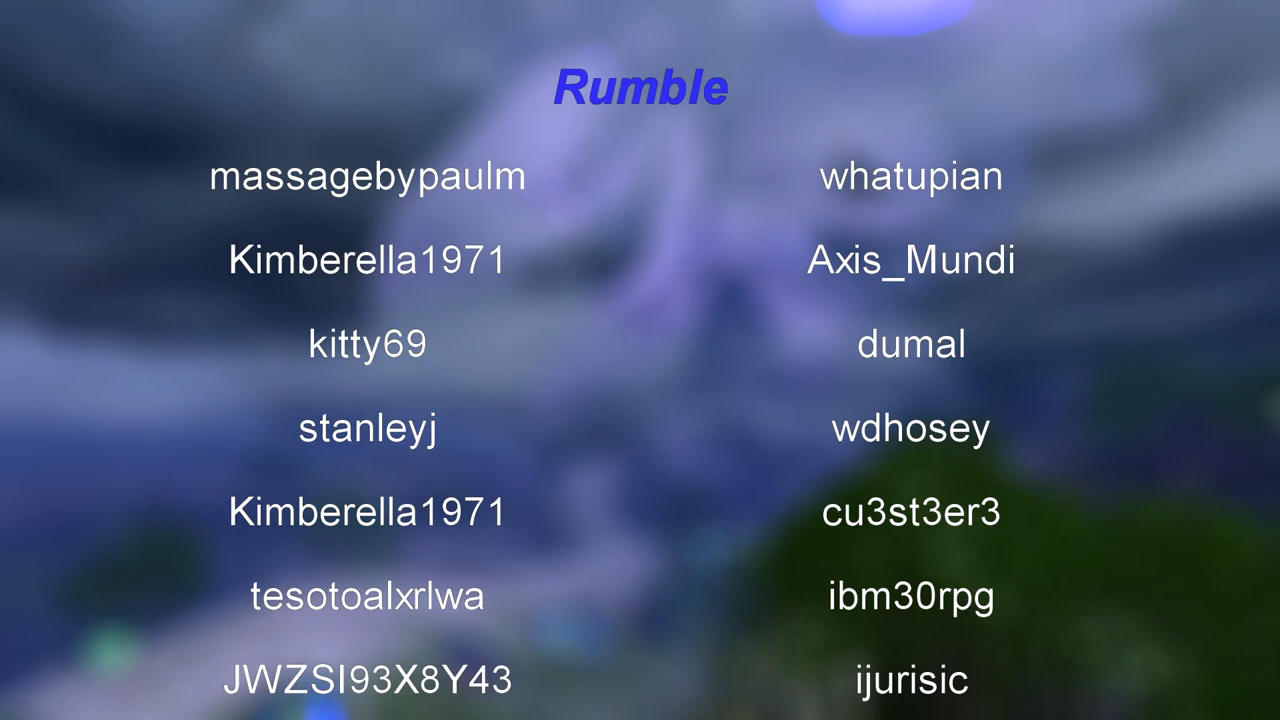 Rumble
massagebypaulm whatupian
Kimberella1971 Axis_Mundi
kitty69 dumal
stanleyj wdhosey
Kimberella1971 cu3st3er3
tesotoalxrlwa ibm30rpg
JWZSI93X8Y43 ijurisic